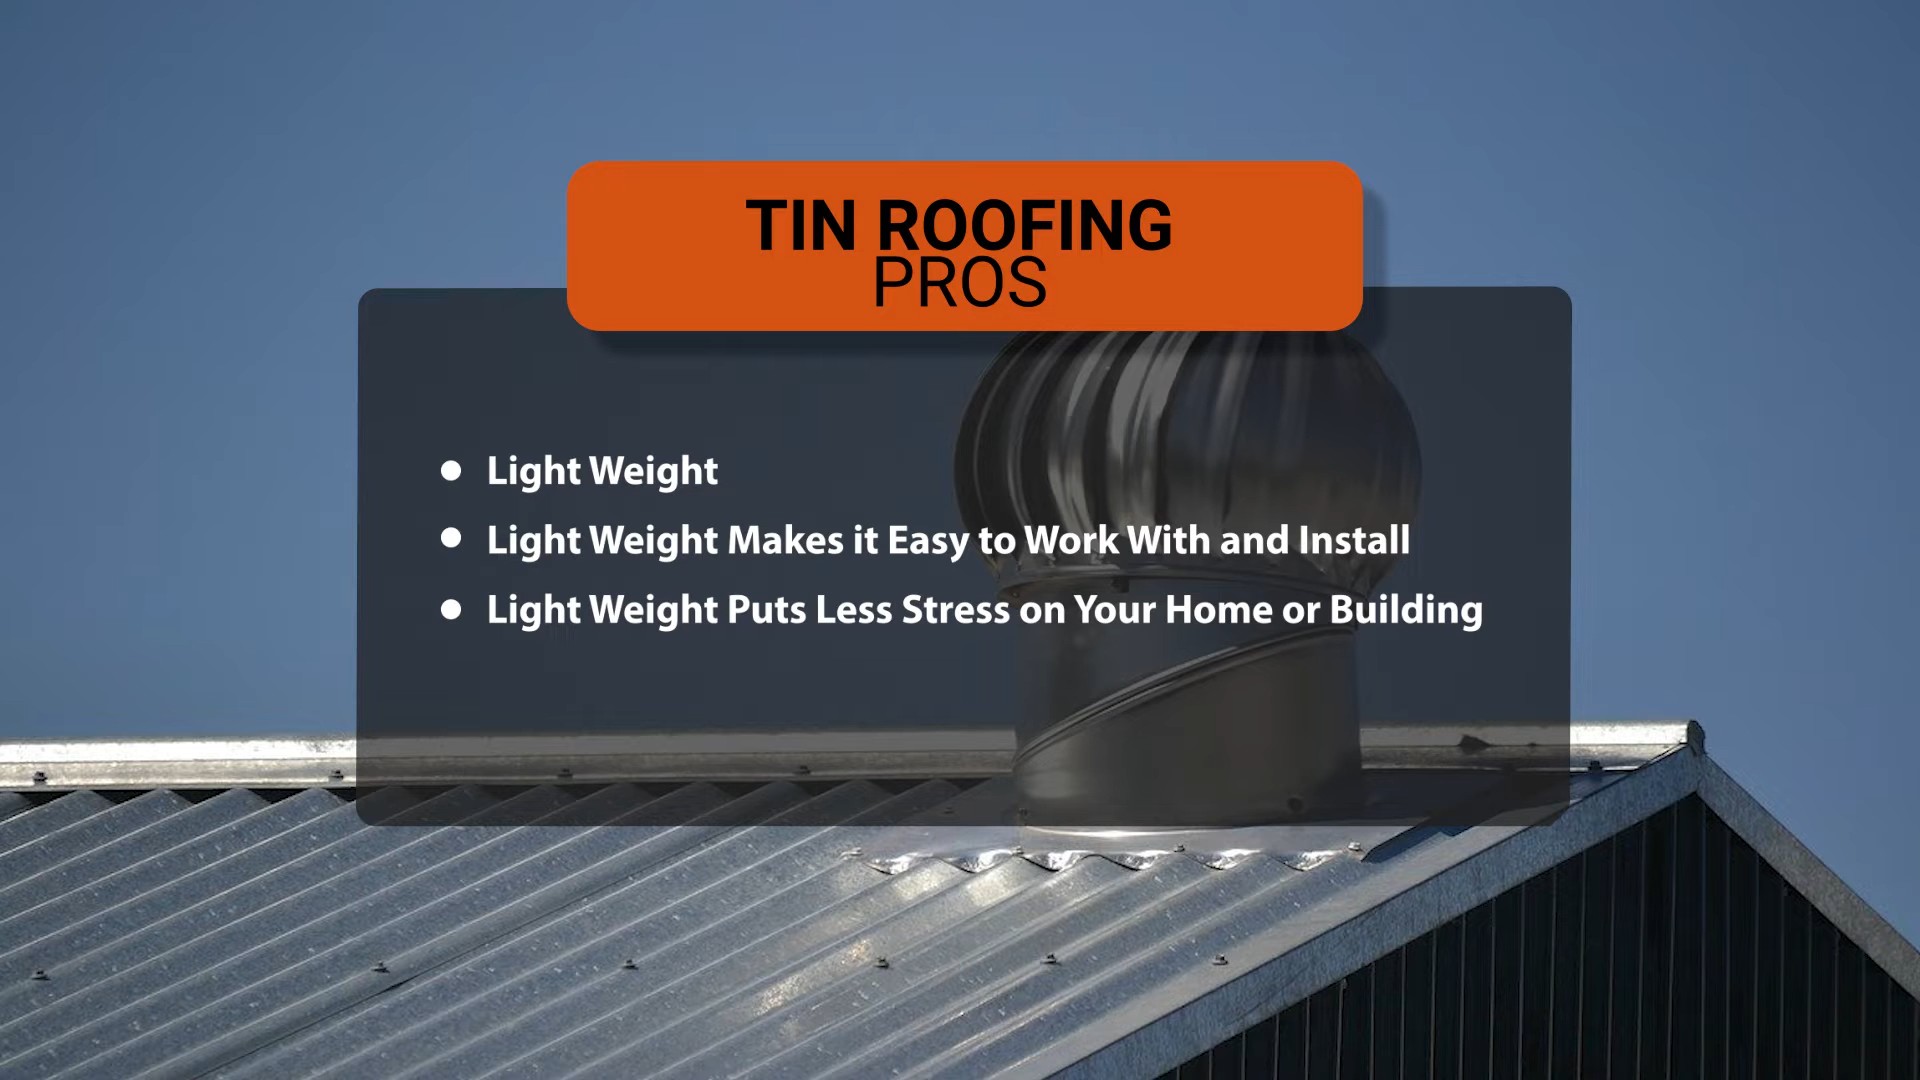 TIN ROOFING
PROS
Light Weight
Light Weight Makes it Easy to Work With and Install
Light Weight Puts Less Stress on Your Home or Building